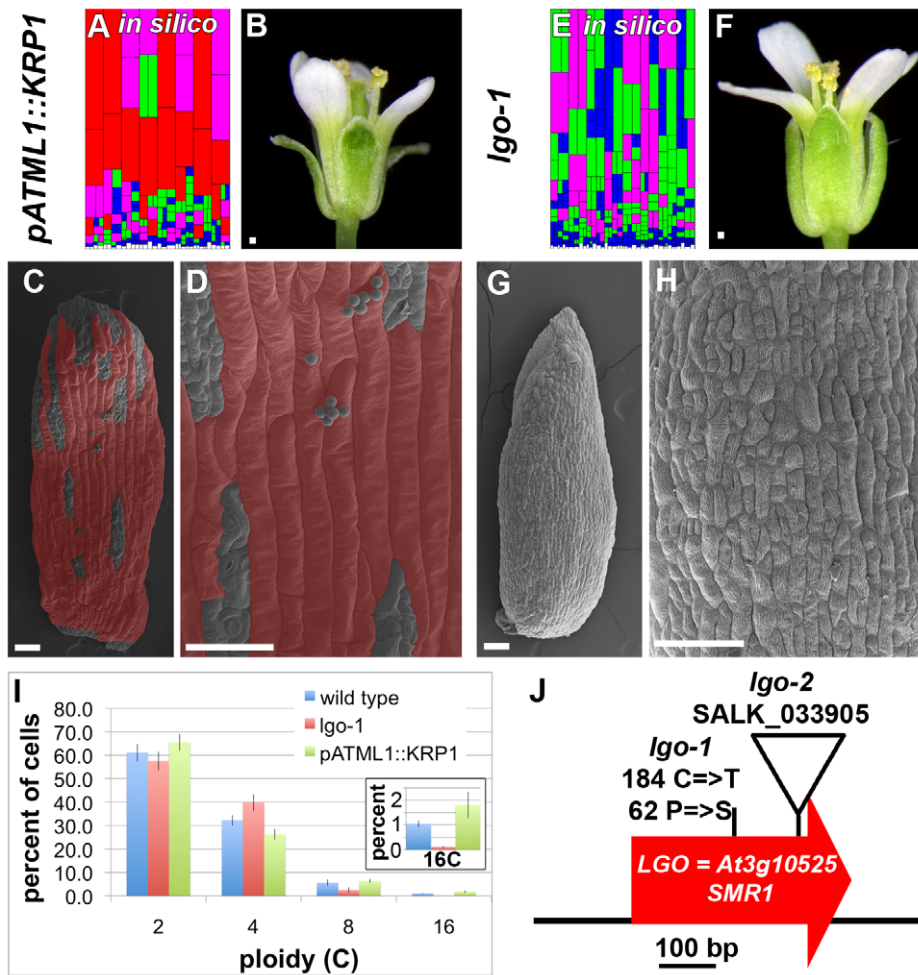 pATML1::KRP1
A in silico
B
lgo-1
E in silico
F
C
D
G
H
I
wild type
lgo-1
pATML1::KRP1
80.0
70.0
60.0
50.0
40.0
30.0
20.0
10.0
0.0
percent of cells
2
4
8
16
ploidy (C)
percent
2
1
0
16C
J
lgo-2
SALK_033905
lgo-1
184 C=>T
62 P=>S
LGO = At3g10525
SMR1
100 bp